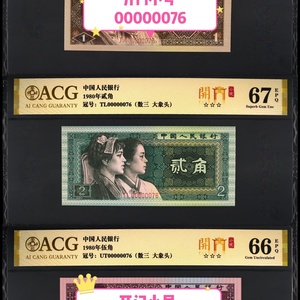 00000076
1
ACG
AI CANG GUARANTY
中国人民银行
1980年贰角
冠号：TL00000076（数三 大象头）
開門
☆☆☆
67 EPQ
Superb Gem Unc
中国人民银行
贰角
2
2
00000076
ACG
AI CANG GUARANTY
中国人民银行
1980年伍角
冠号：UT00000076（数三 大象头）
開門
☆☆☆
66 EPQ
Gem Uncirculated